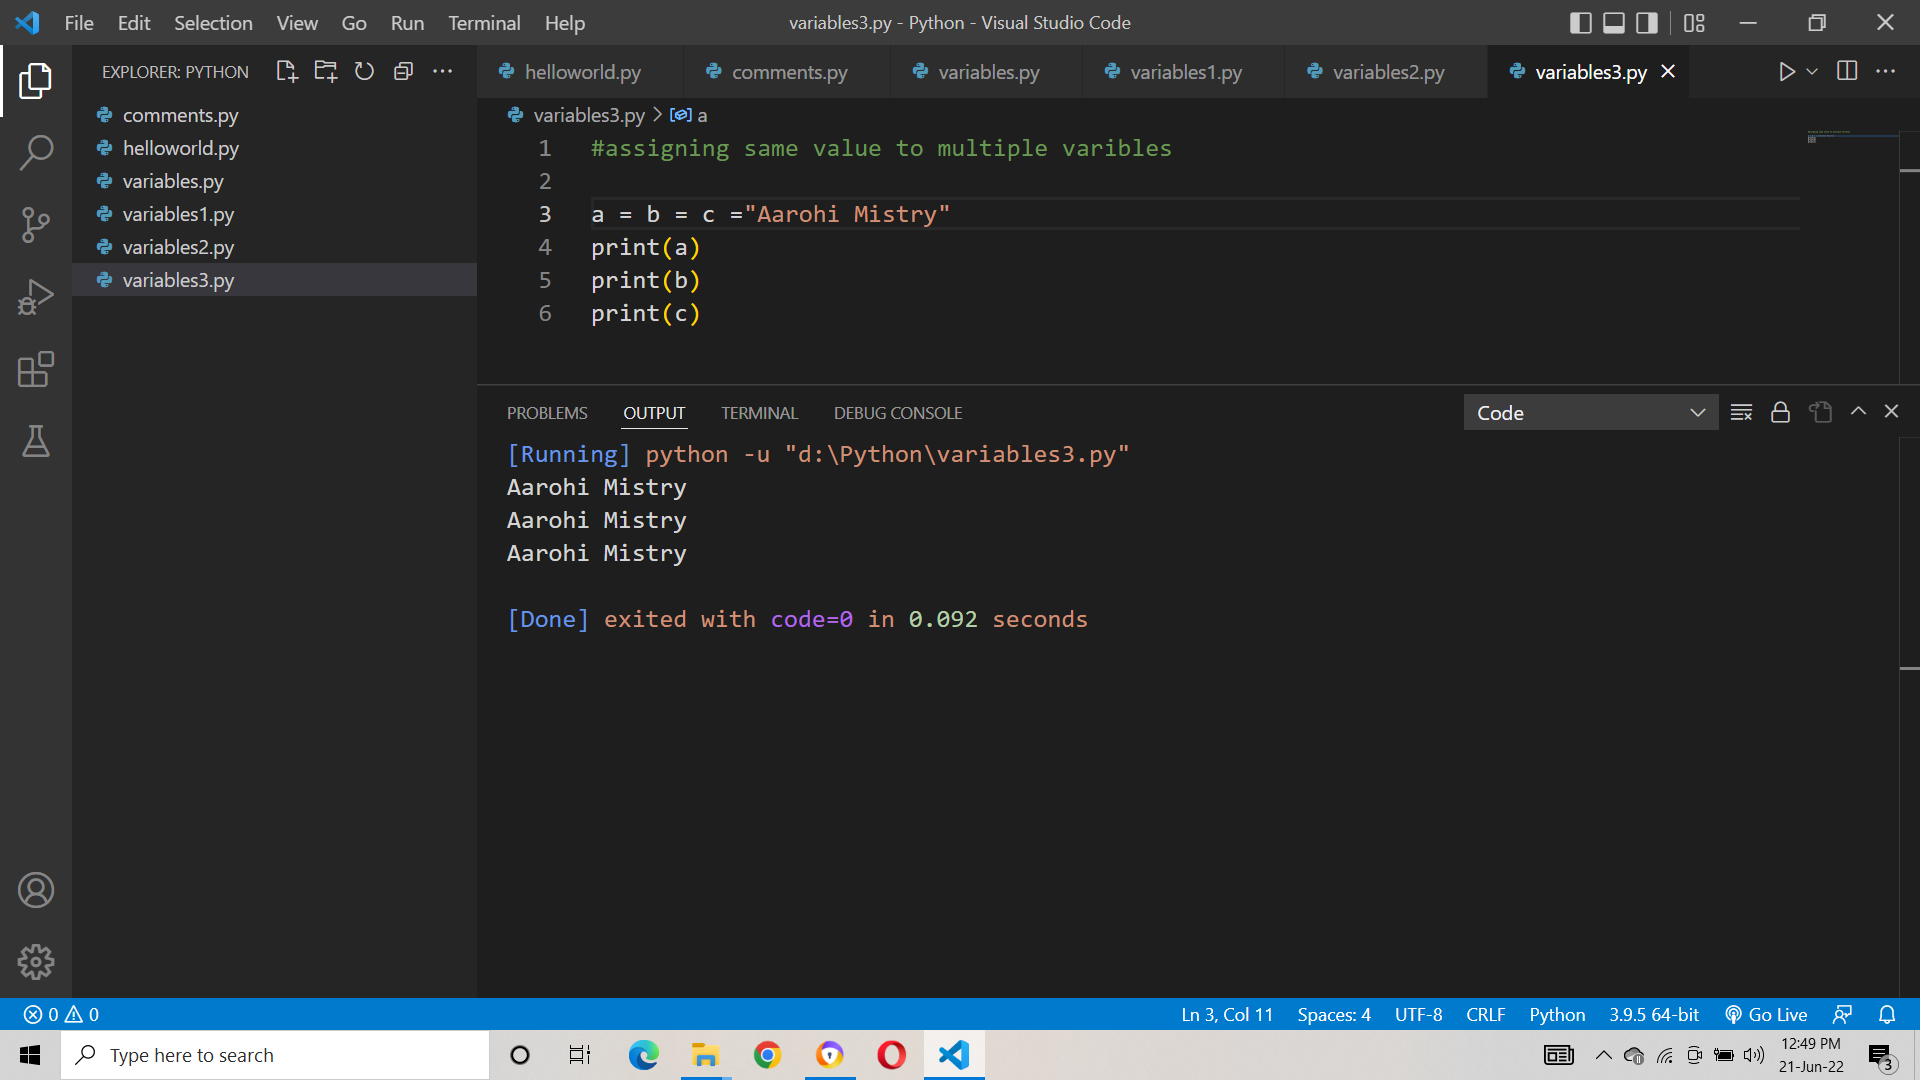 File Edit Selection View Go Run Terminal Help
variables3.py - Python - Visual Studio Code
EXPLORER: PYTHON
comments.py
helloworld.py
variables.py
variables1.py
variables2.py
variables3.py
helloworld.py comments.py variables.py variables1.py variables2.py variables3.py
variables3.py > a
1 #assigning same value to multiple varibles
2
3 a = b = c ="Aarohi Mistry"
4 print(a)
5 print(b)
6 print(c)
PROBLEMS OUTPUT TERMINAL DEBUG CONSOLE
Code
[Running] python -u "d:\Python\variables3.py"
Aarohi Mistry
Aarohi Mistry
Aarohi Mistry
[Done] exited with code=0 in 0.092 seconds
0 0
Ln 3, Col 11 Spaces: 4 UTF-8 CRLF Python 3.9.5 64-bit Go Live
Type here to search
12:49 PM
21-Jun-22
3